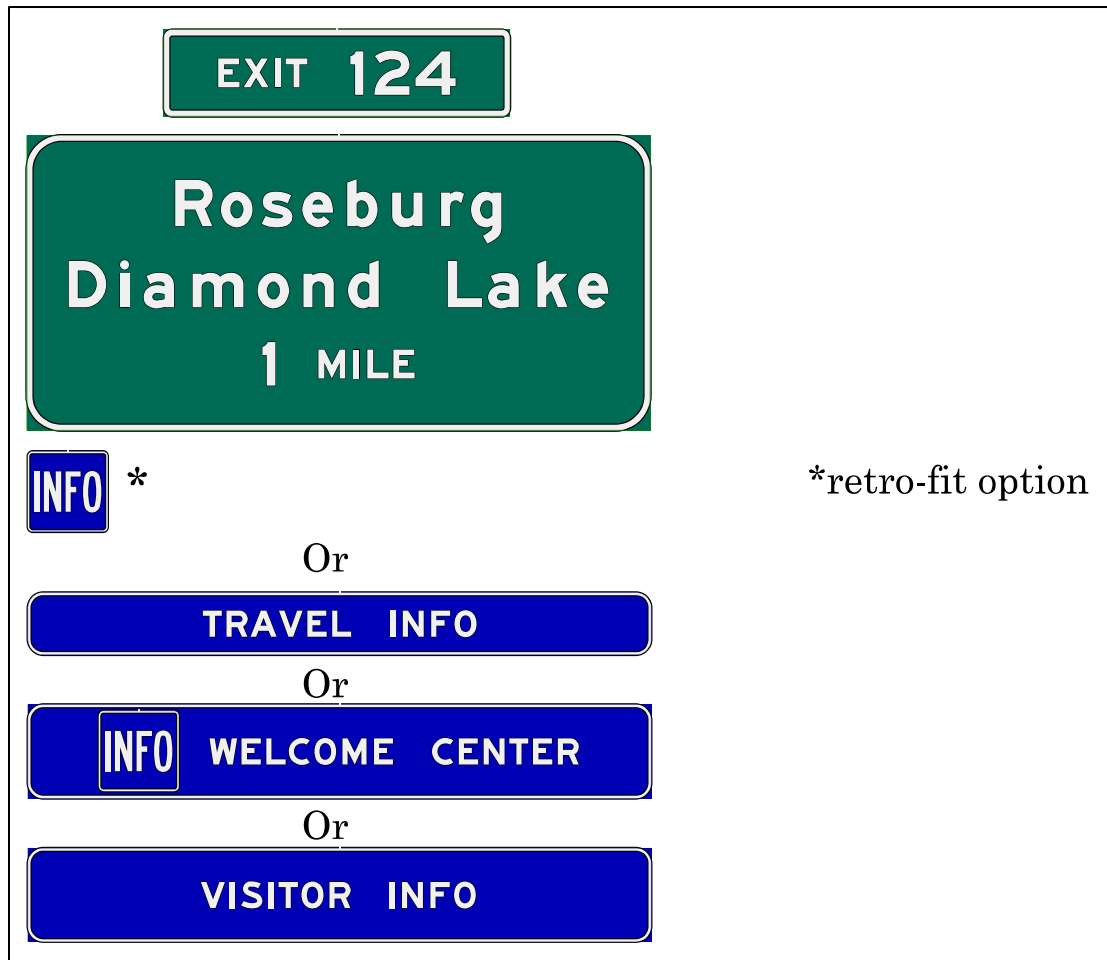 EXIT 124
Roseburg
Diamond Lake
1 MILE
INFO * *retro-fit option
Or
TRAVEL INFO
Or
INFO WELCOME CENTER
Or
VISITOR INFO